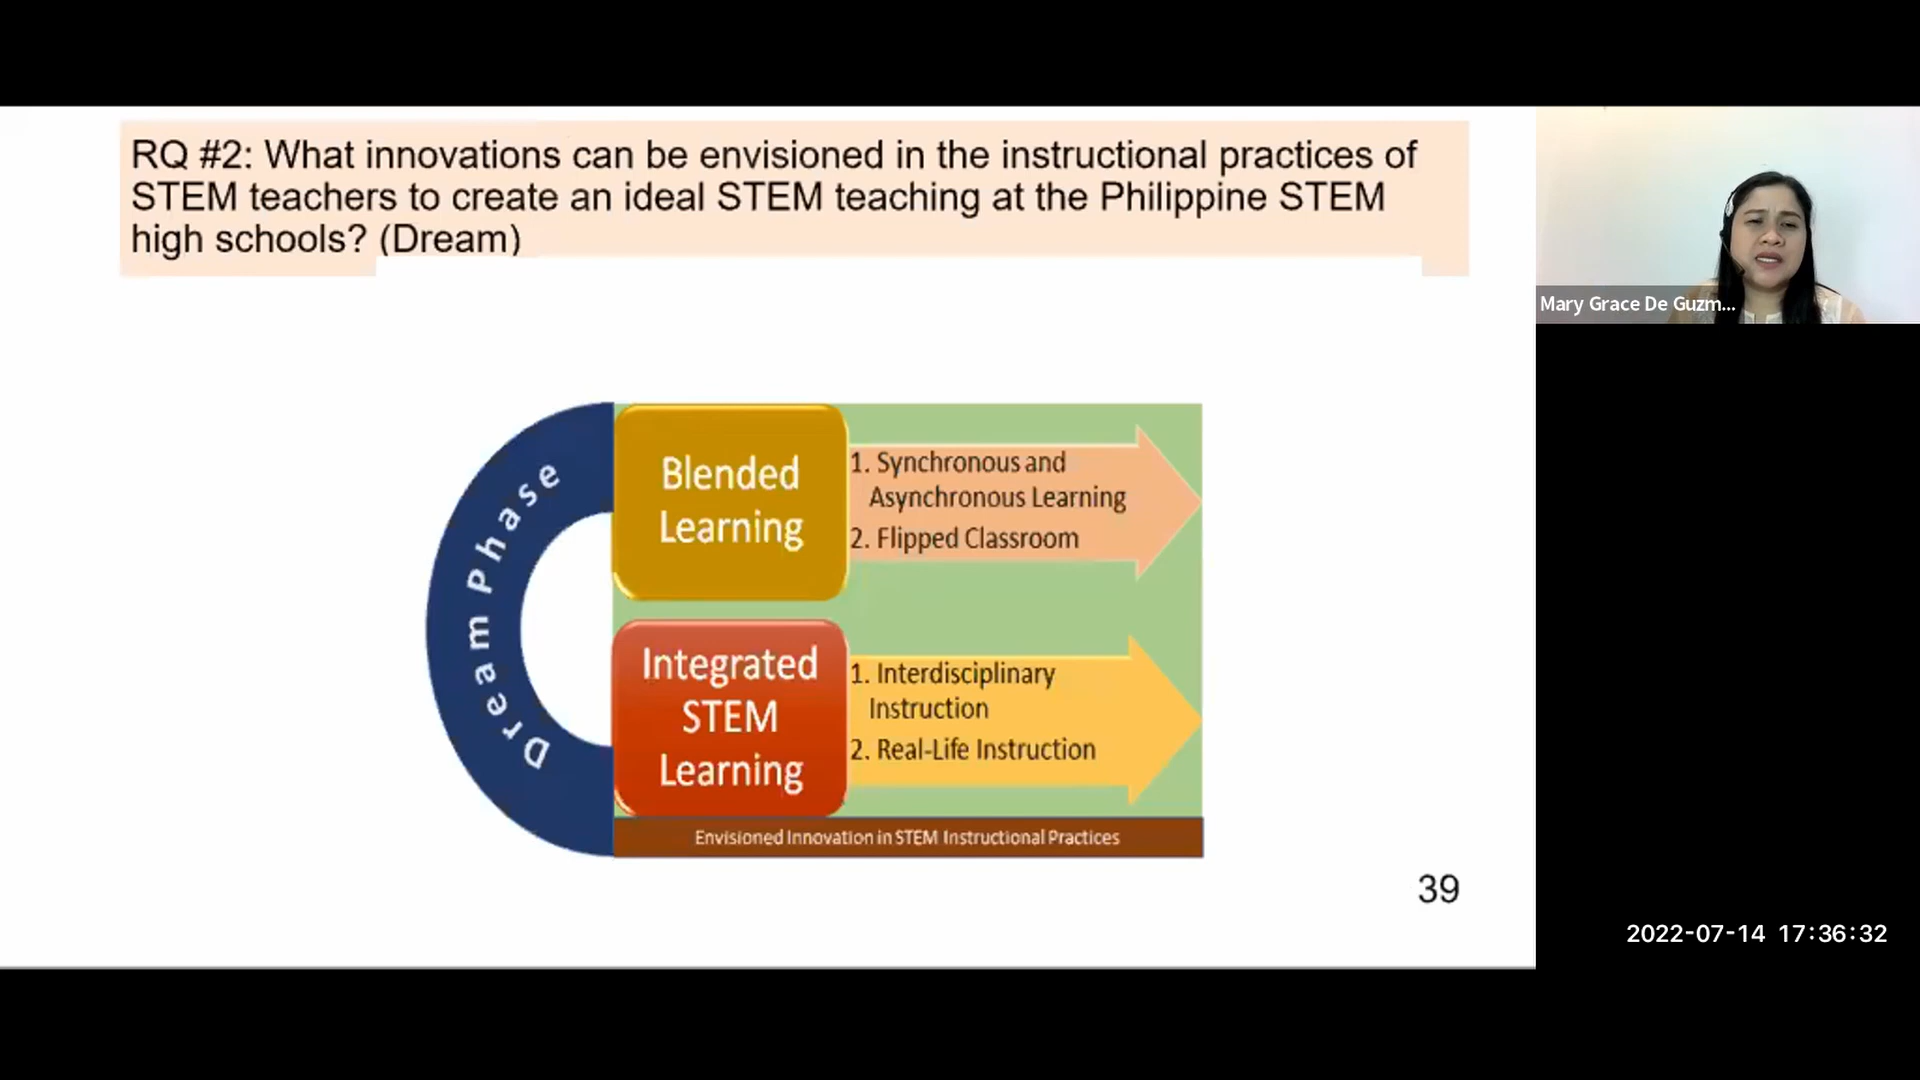 RQ #2: What innovations can be envisioned in the instructional practices of
STEM teachers to create an ideal STEM teaching at the Philippine STEM
high schools? (Dream)
Mary Grace De Guzm...
Dream Phase
Blended
Learning
1. Synchronous and
Asynchronous Learning
2. Flipped Classroom
Integrated
STEM
Learning
1. Interdisciplinary
Instruction
2. Real-Life Instruction
Envisioned Innovation in STEM Instructional Practices
39
2022-07-14 17:36:32